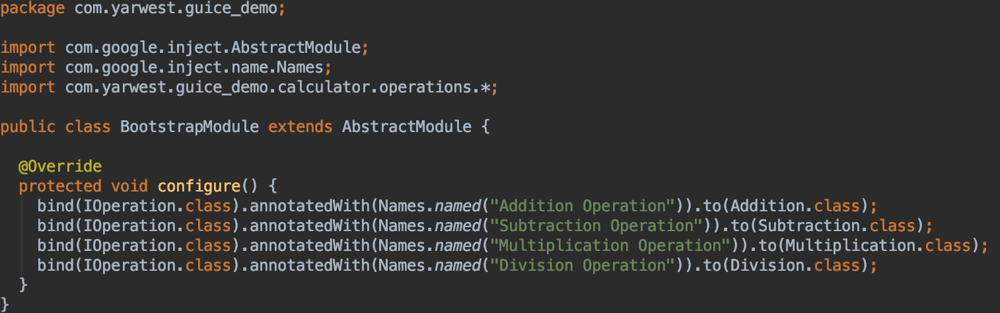 package com.yarwest.guice_demo;
import com.google.inject.AbstractModule;
import com.google.inject.name.Names;
import com.yarwest.guice_demo.calculator.operations.*;
public class BootstrapModule extends AbstractModule {
@Override
protected void configure() {
bind(IOperation.class).annotatedWith(Names.named("Addition Operation")).to(Addition.class);
bind(IOperation.class).annotatedWith(Names.named("Subtraction Operation")).to(Subtraction.class);
bind(IOperation.class).annotatedWith(Names.named("Multiplication Operation")).to(Multiplication.class);
bind(IOperation.class).annotatedWith(Names.named("Division Operation")).to(Division.class);
}
}